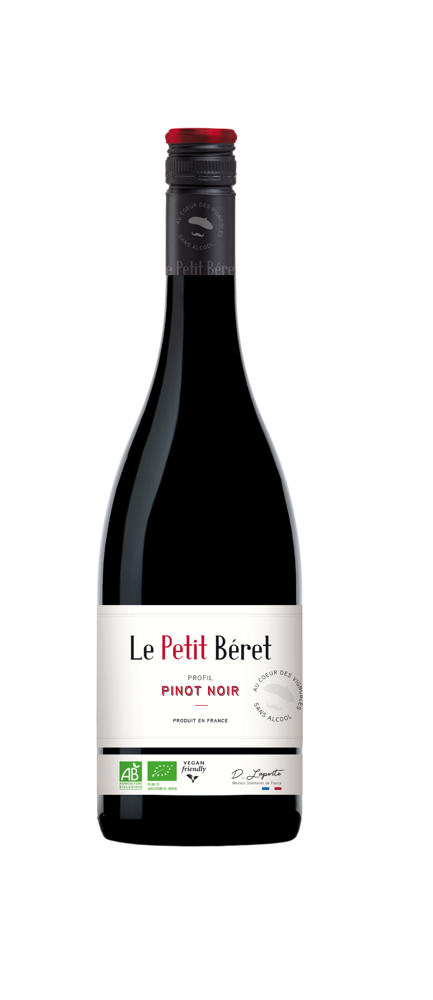 AU COEUR DES VIGNOBLES
SANS ALCOOL
e Petit Bére
Le Petit Béret
PROFIL
PINOT NOIR
PRODUIT EN FRANCE
AU COEUR DES VIGNOBLES
SANS ALCOOL
AB
AGRICULTURE
BIOLOGIQUE
FR-BIO-10
AGRICULTURE UE - NON UE
VEGAN
friendly
D. Laporte
Meilleur Sommelier de France